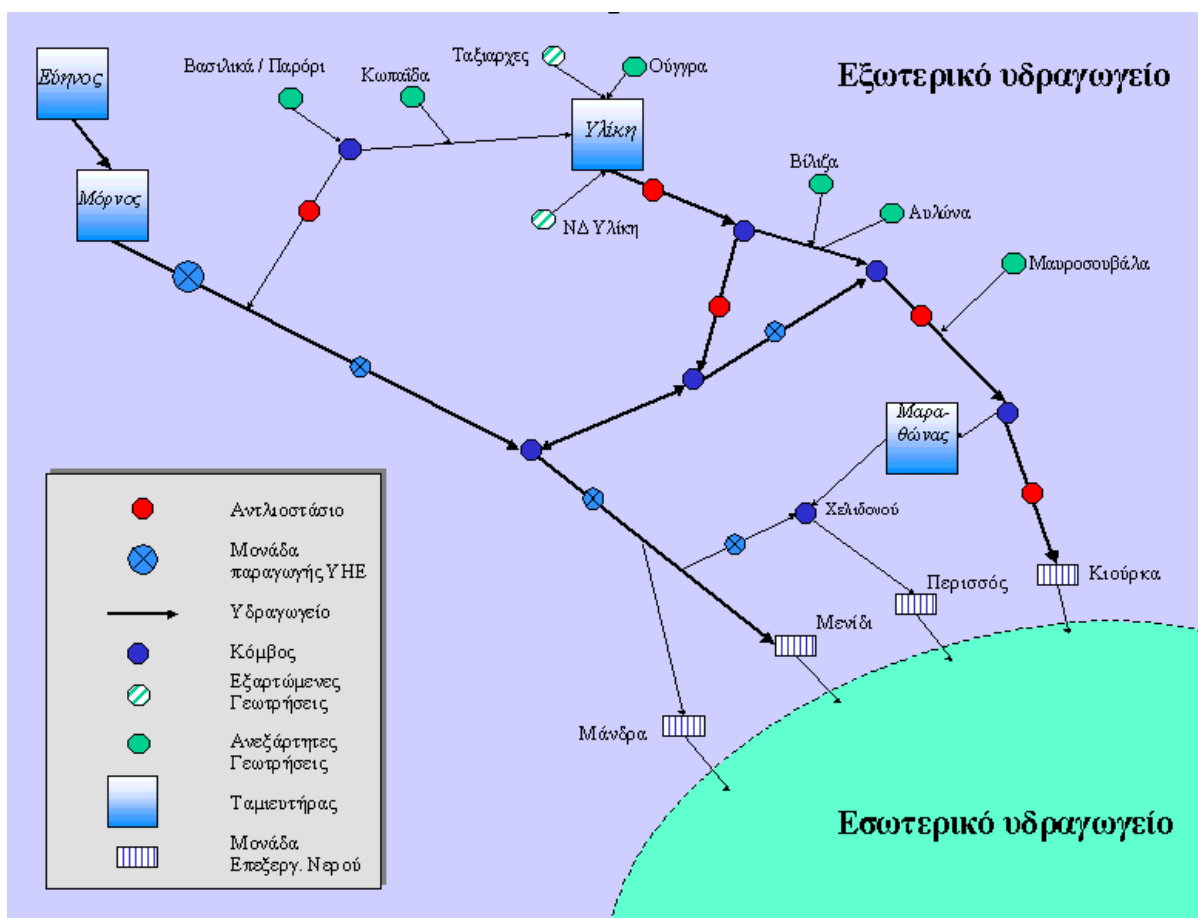 Εύηνος
Βασιλικά / Παρόρι
Κωπαΐδα
Ταξιαρχες
Ούγγρα
Εξωτερικό υδραγωγείο
Υλίκη
Μόρνος
Βίλιζα
Αυλώνα
ΝΔ Υλίκη
Μαυροσουβάλα
Μαρα-
θώνας
Χελιδονού
Περισσός
Κιούρκα
Μενίδι
Μάνδρα
Εσωτερικό υδραγωγείο
Αντλιοστάσιο
Μονάδα
παραγωγής ΥΗΕ
Υδραγωγείο
Κόμβος
Εξαρτώμενες
Γεωτρήσεις
Ανεξάρτητες
Γεωτρήσεις
Ταμιευτήρας
Μονάδα
Επεξεργ. Νερού